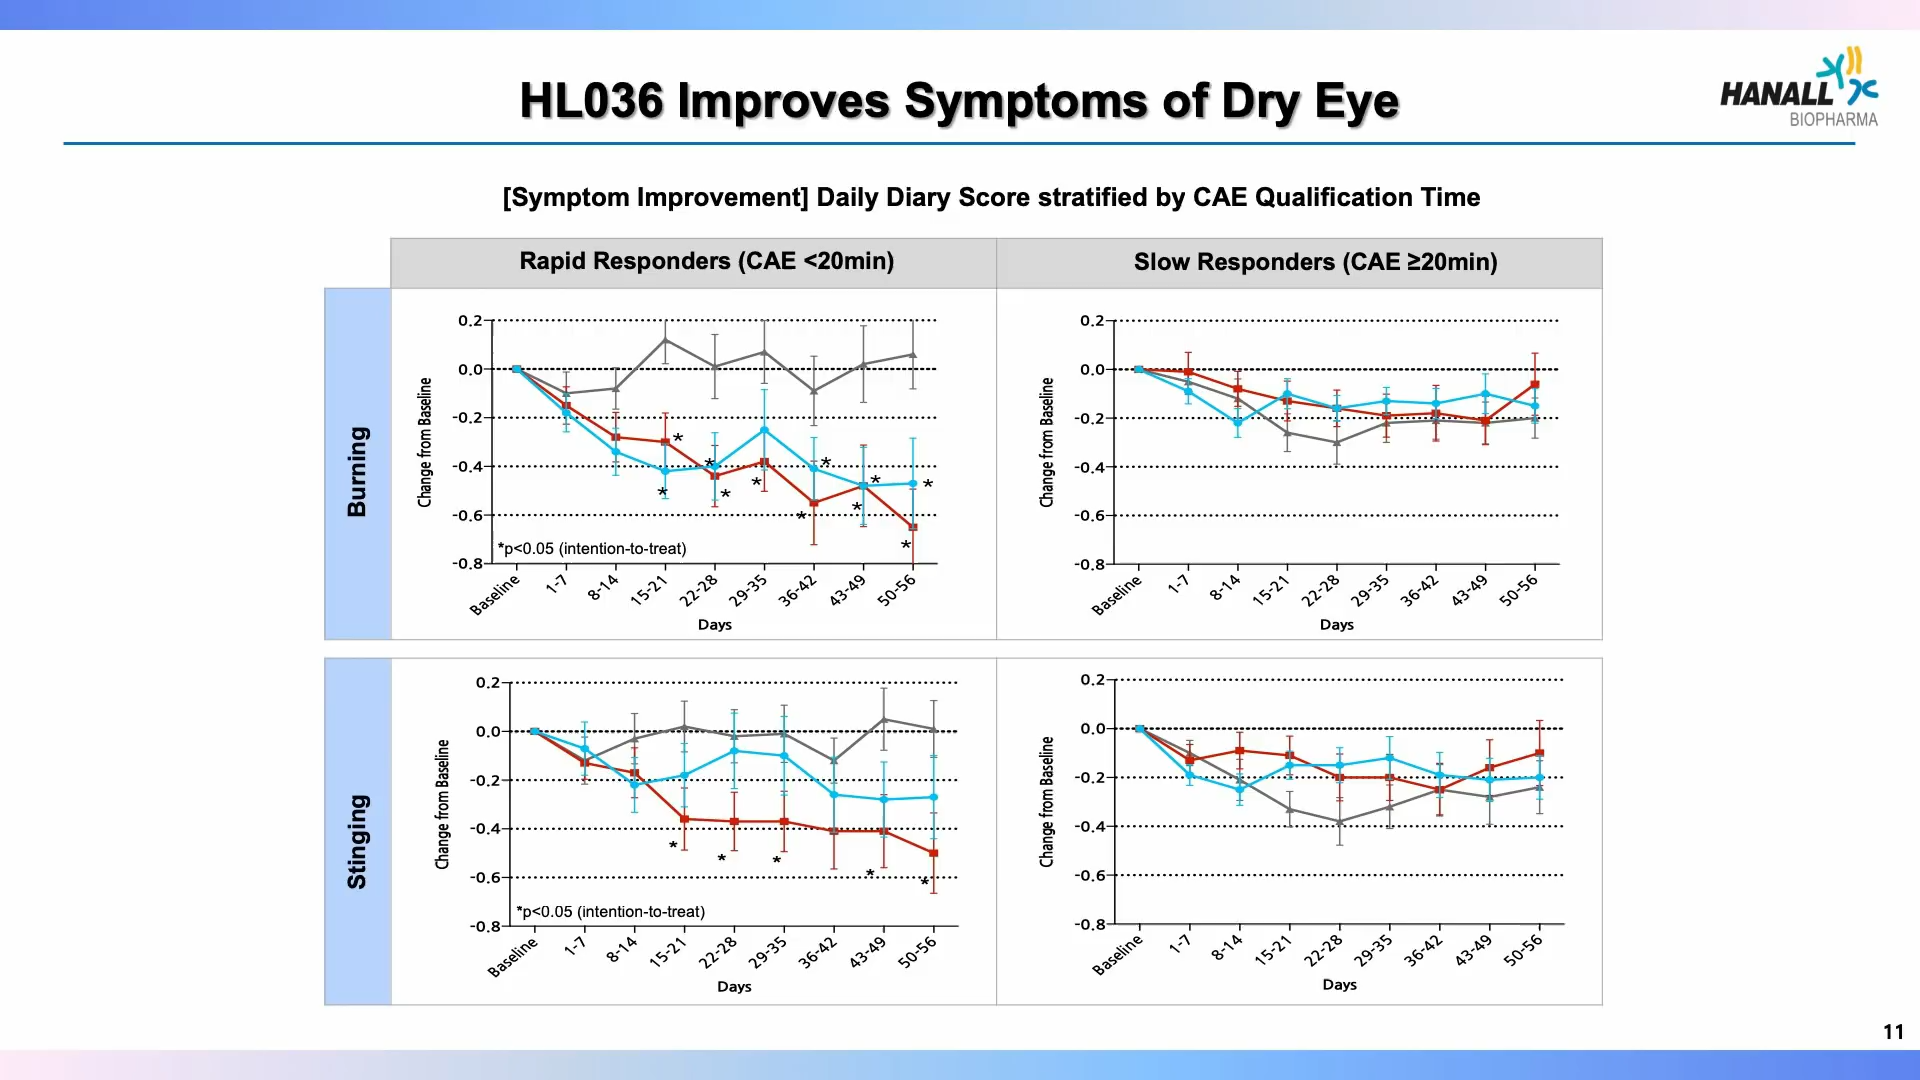 HL036 Improves Symptoms of Dry Eye
HANALL
BIOPHARMA
[Symptom Improvement] Daily Diary Score stratified by CAE Qualification Time
Rapid Responders (CAE <20min)
Slow Responders (CAE ≥20min)
Burning
Change from Baseline
0.2
0.0
-0.2
-0.4
-0.6
-0.8
*
*
*
*
*
*
*
*
*
*
*
*p<0.05 (intention-to-treat)
Baseline 1-7 8-14 15-21 22-28 29-35 36-42 43-49 50-56
Days
Change from Baseline
0.2
0.0
-0.2
-0.4
-0.6
-0.8
Baseline 1-7 8-14 15-21 22-28 29-35 36-42 43-49 50-56
Days
Stinging
Change from Baseline
0.2
0.0
-0.2
-0.4
-0.6
-0.8
*
*
*
*
*
*p<0.05 (intention-to-treat)
Baseline 1-7 8-14 15-21 22-28 29-35 36-42 43-49 50-56
Days
Change from Baseline
0.2
0.0
-0.2
-0.4
-0.6
-0.8
Baseline 1-7 8-14 15-21 22-28 29-35 36-42 43-49 50-56
Days
11